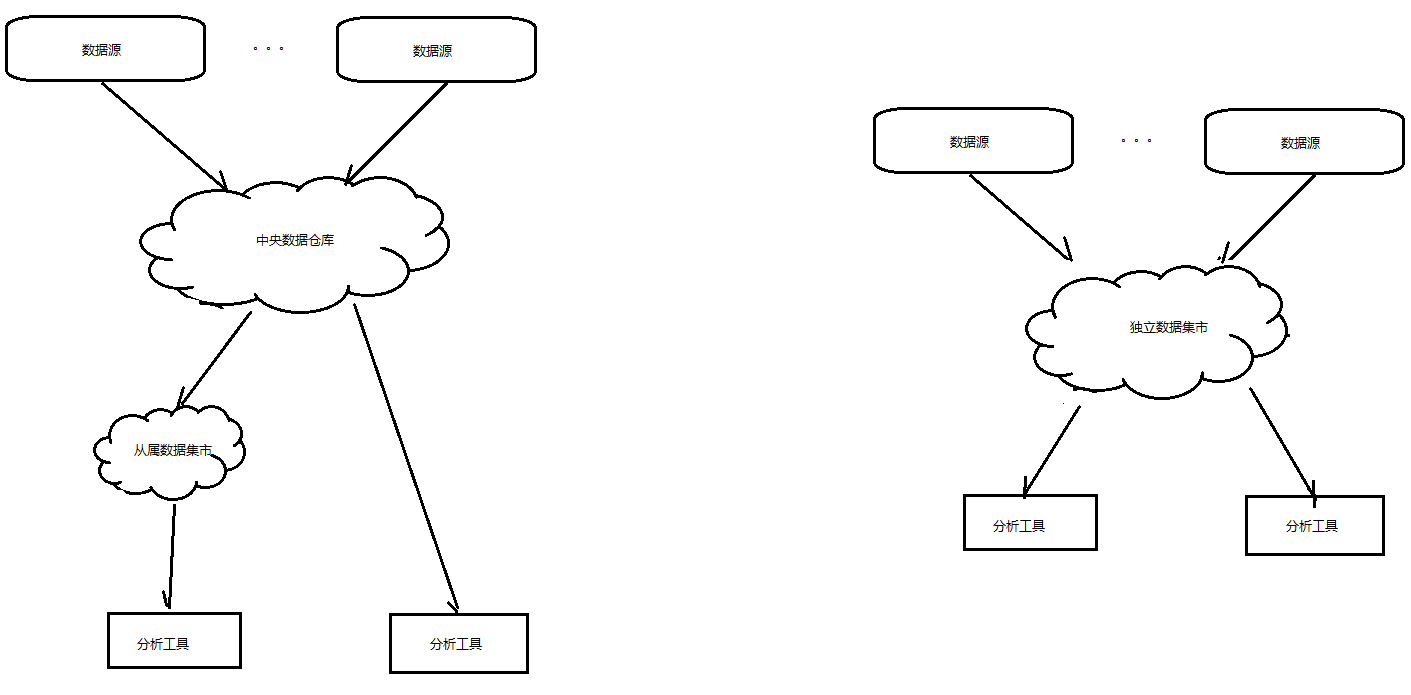 数据源
。。。
数据源
中央数据仓库
从属数据集市
分析工具
分析工具
数据源
。。。
数据源
独立数据集市
分析工具
分析工具